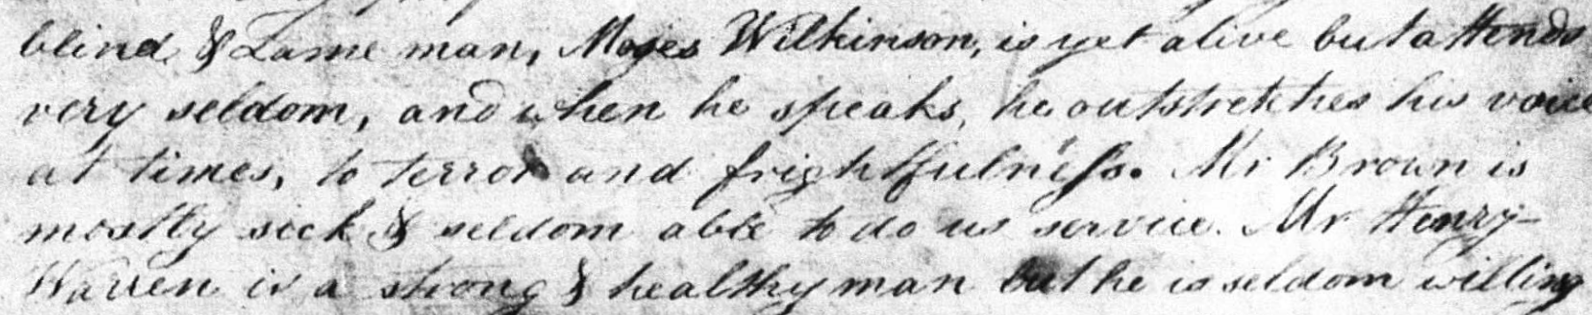 blind & Lame man, Moses Wilkinson, is yet alive but attends
very seldom, and when he speaks, he outstretches his voice
at times, to terror and frightfulness. Mr Brown is
mostly sick & seldom able to do us service. Mr Henry
Warren is a strong & healthy man but he is seldom willing